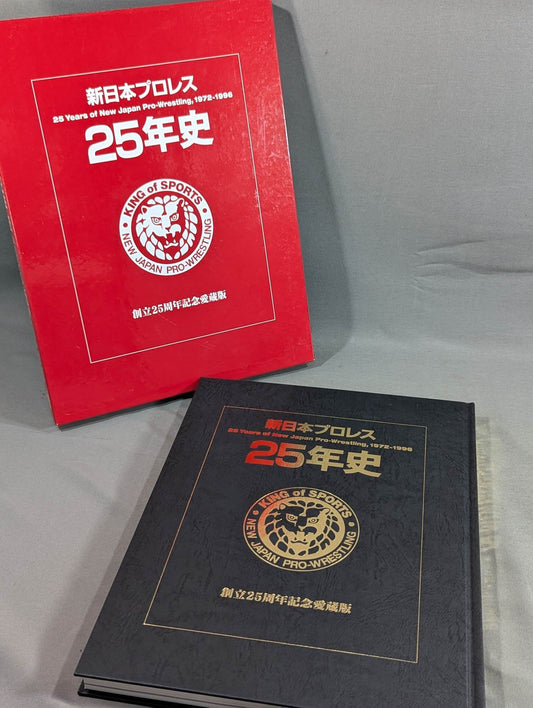 新日本プロレス
25 Years of New Japan Pro-Wrestling, 1972-1996
25年史
KING of SPORTS
NEW JAPAN PRO-WRESTLING
創立25周年記念愛蔵版
新日本プロレス
25 Years of New Japan Pro-Wrestling, 1972-1996
25年史
KING of SPORTS
NEW JAPAN PRO-WRESTLING
創立25周年記念愛蔵版